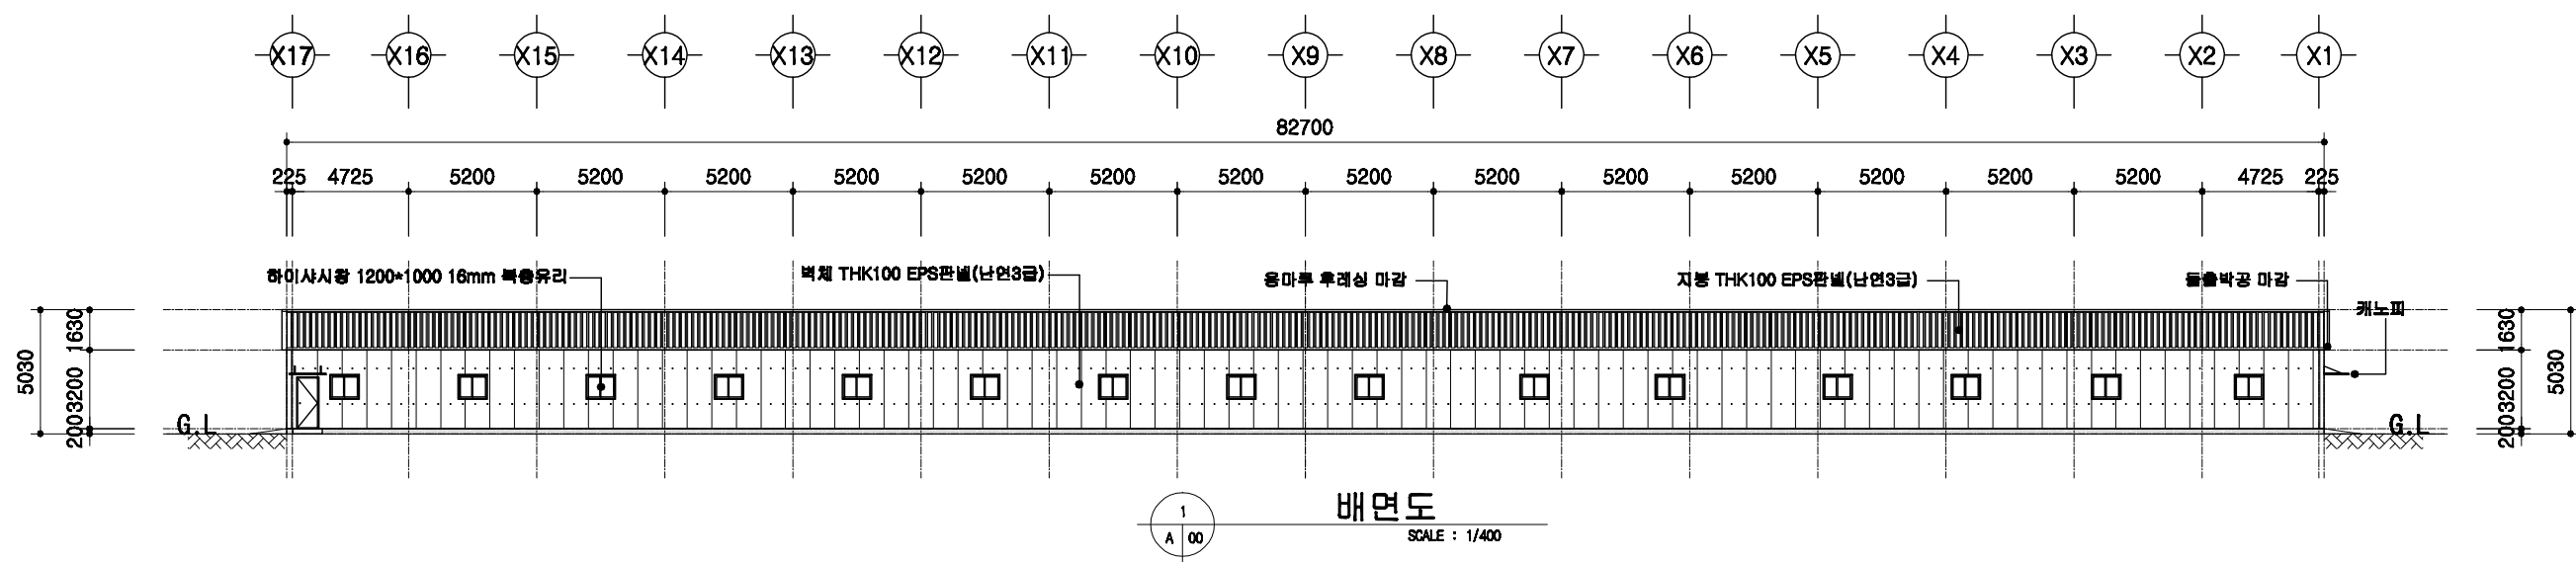 X17 X16 X15 X14 X13 X12 X11 X10 X9 X8 X7 X6 X5 X4 X3 X2 X1
82700
225 4725 5200 5200 5200 5200 5200 5200 5200 5200 5200 5200 5200 5200 5200 5200 4725 225
하이샤시창 1200*1000 16mm 복층유리
벽체 THK100 EPS판넬(난연3급)
용마루 후레싱 마감
지붕 THK100 EPS판넬(난연3급)
돌출박공 마감
캐노피
5030
1630
3200
200
G.L
1630
3200
200
5030
G.L
1
A 00
배면도
SCALE : 1/400